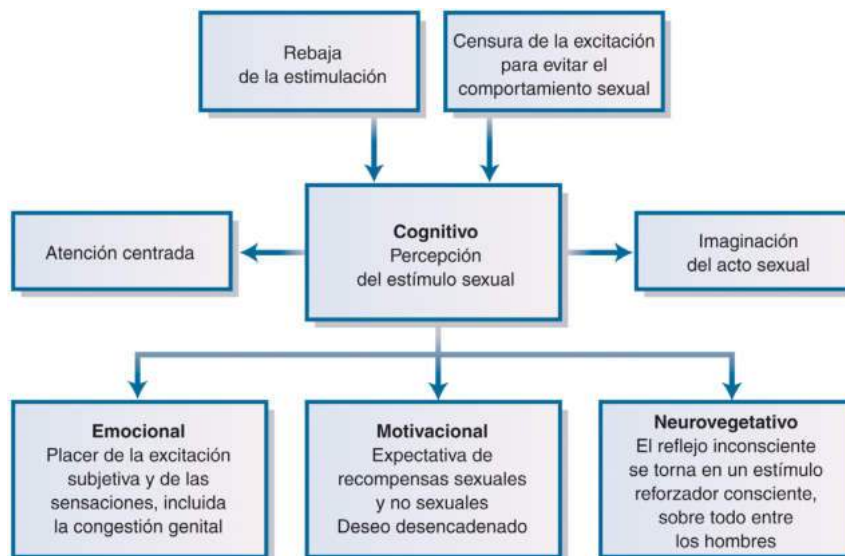 Rebaja
de la estimulación
Censura de la excitación
para evitar el
comportamiento sexual
Atención centrada
Cognitivo
Percepción
del estímulo sexual
Imaginación
del acto sexual
Emocional
Placer de la excitación
subjetiva y de las
sensaciones, incluida
la congestión genital
Motivacional
Expectativa de
recompensas sexuales
y no sexuales
Deseo desencadenado
Neurovegetativo
El reflejo inconsciente
se torna en un estímulo
reforzador consciente,
sobre todo entre
los hombres